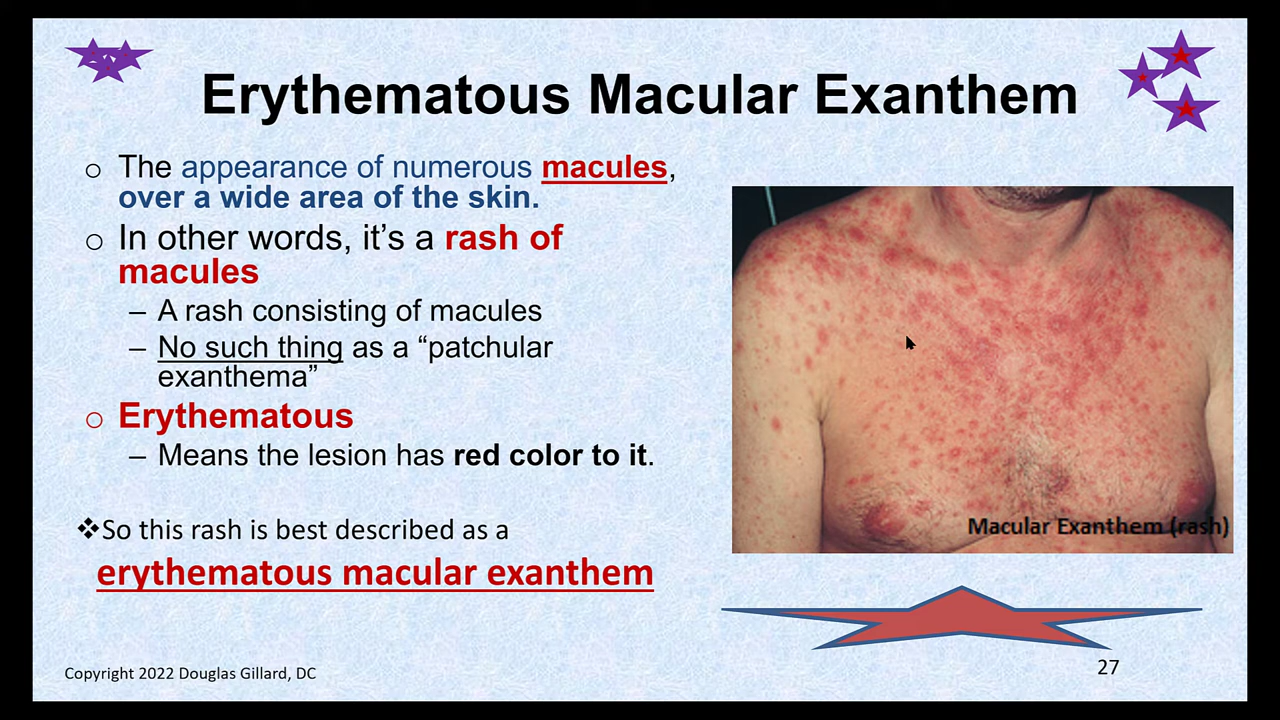 Erythematous Macular Exanthem
o The appearance of numerous macules,
over a wide area of the skin.
o In other words, it’s a rash of
macules
– A rash consisting of macules
– No such thing as a “patchular
exanthema”
o Erythematous
– Means the lesion has red color to it.
❖So this rash is best described as a
erythematous macular exanthem
Macular Exanthem (rash)
Copyright 2022 Douglas Gillard, DC
27